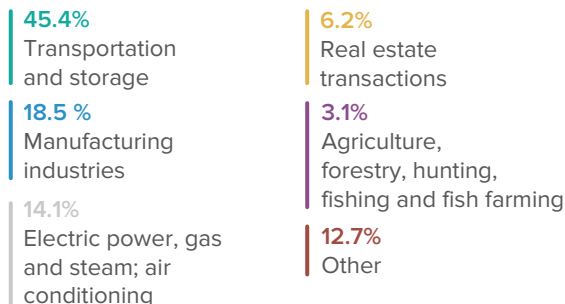 45.4%
Transportation
and storage
18.5 %
Manufacturing
industries
14.1%
Electric power, gas
and steam; air
conditioning
6.2%
Real estate
transactions
3.1%
Agriculture,
forestry, hunting,
fishing and fish farming
12.7%
Other